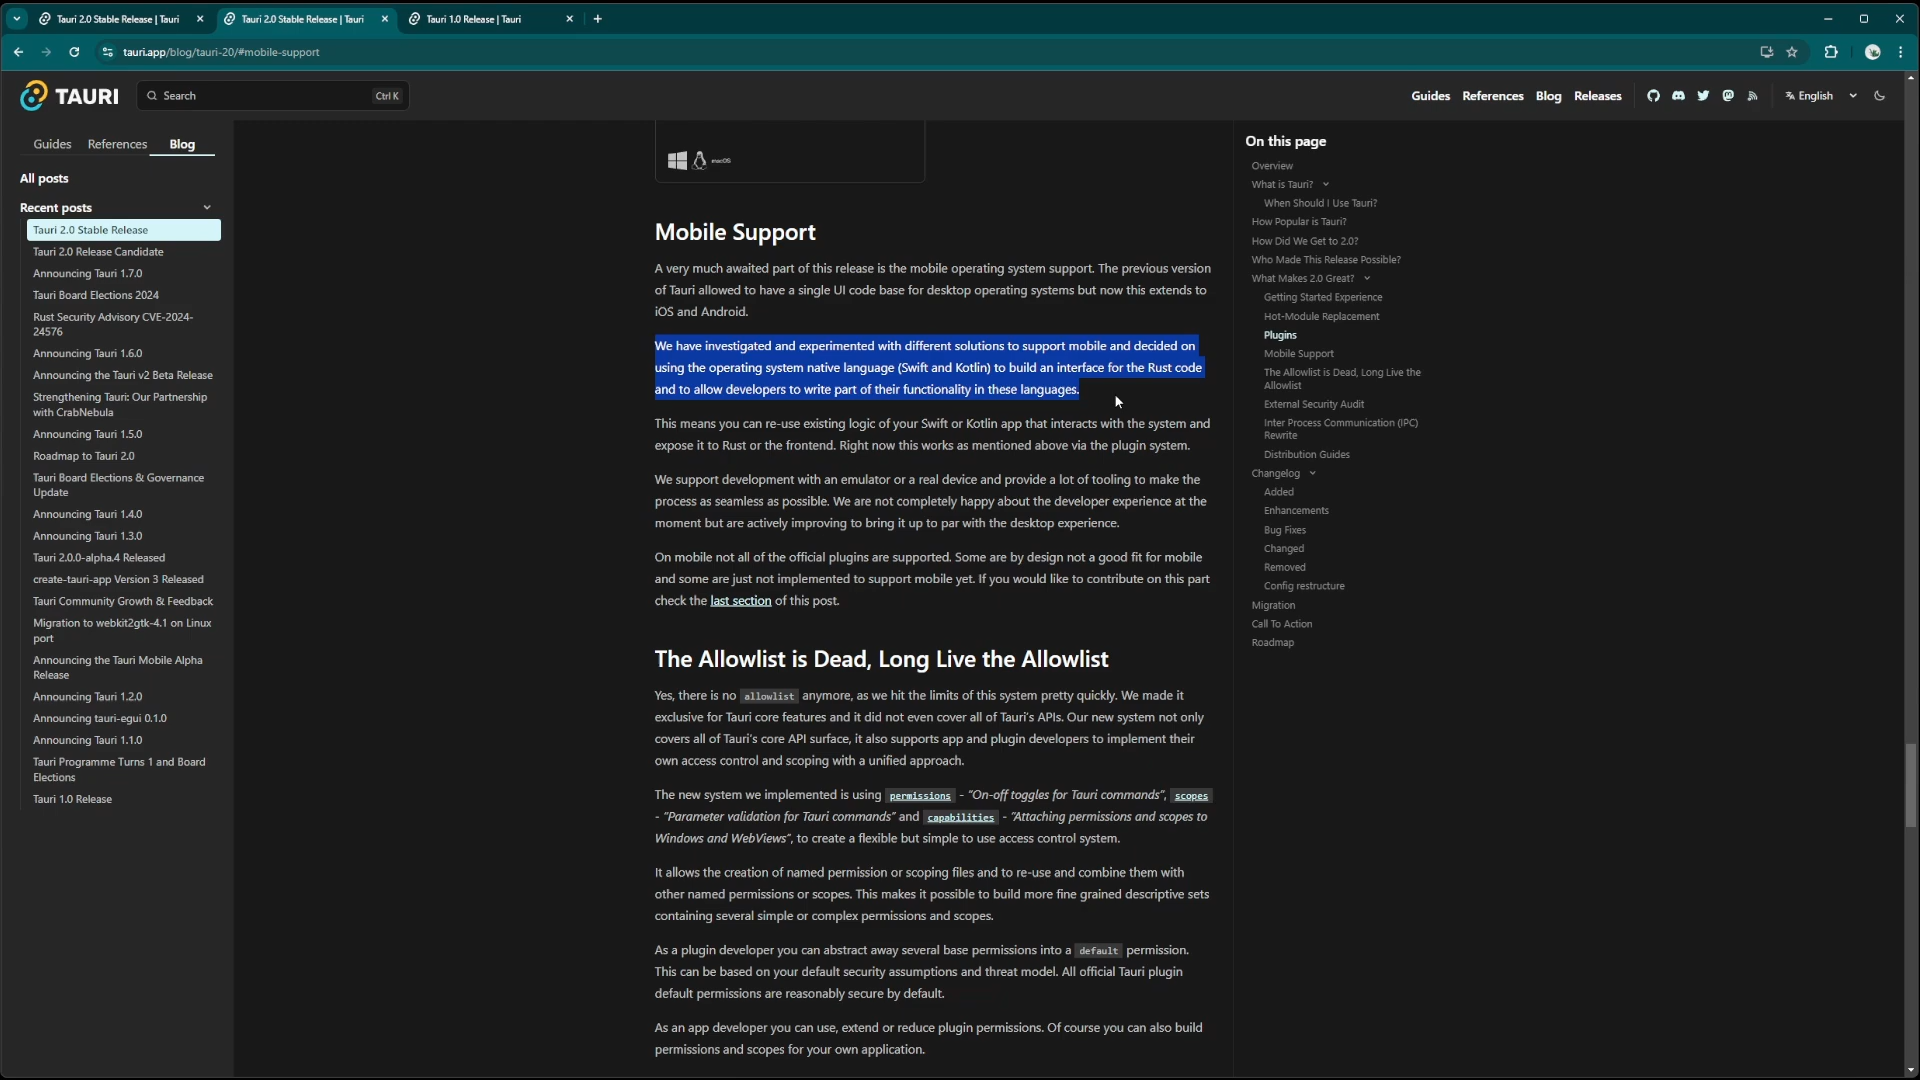 Tauri 2.0 Stable Release | Tauri
Tauri 2.0 Stable Release | Tauri
Tauri 1.0 Release | Tauri
tauri.app/blog/tauri-20/#mobile-support
TAURI
Search
Ctrl K
Guides
References
Blog
Releases
English
Guides
References
Blog
All posts
Recent posts
Tauri 2.0 Stable Release
Tauri 2.0 Release Candidate
Announcing Tauri 1.7.0
Tauri Board Elections 2024
Rust Security Advisory CVE-2024-
24576
Announcing Tauri 1.6.0
Announcing the Tauri v2 Beta Release
Strengthening Tauri: Our Partnership
with CrabNebula
Announcing Tauri 1.5.0
Roadmap to Tauri 2.0
Tauri Board Elections & Governance
Update
Announcing Tauri 1.4.0
Announcing Tauri 1.3.0
Tauri 2.0.0-alpha.4 Released
create-tauri-app Version 3 Released
Tauri Community Growth & Feedback
Migration to webkit2gtk-4.1 on Linux
port
Announcing the Tauri Mobile Alpha
Release
Announcing Tauri 1.2.0
Announcing tauri-egui 0.1.0
Announcing Tauri 1.1.0
Tauri Programme Turns 1 and Board
Elections
Tauri 1.0 Release
macOS
Mobile Support
A very much awaited part of this release is the mobile operating system support. The previous version
of Tauri allowed to have a single UI code base for desktop operating systems but now this extends to
iOS and Android.
We have investigated and experimented with different solutions to support mobile and decided on
using the operating system native language (Swift and Kotlin) to build an interface for the Rust code
and to allow developers to write part of their functionality in these languages.
This means you can re-use existing logic of your Swift or Kotlin app that interacts with the system and
expose it to Rust or the frontend. Right now this works as mentioned above via the plugin system.
We support development with an emulator or a real device and provide a lot of tooling to make the
process as seamless as possible. We are not completely happy about the developer experience at the
moment but are actively improving to bring it up to par with the desktop experience.
On mobile not all of the official plugins are supported. Some are by design not a good fit for mobile
and some are just not implemented to support mobile yet. If you would like to contribute on this part
check the last section of this post.
The Allowlist is Dead, Long Live the Allowlist
Yes, there is no allowlist anymore, as we hit the limits of this system pretty quickly. We made it
exclusive for Tauri core features and it did not even cover all of Tauri's APIs. Our new system not only
covers all of Tauri's core API surface, it also supports app and plugin developers to implement their
own access control and scoping with a unified approach.
The new system we implemented is using permissions - "On-off toggles for Tauri commands", scopes
- "Parameter validation for Tauri commands" and capabilities - "Attaching permissions and scopes to
Windows and WebViews", to create a flexible but simple to use access control system.
It allows the creation of named permission or scoping files and to re-use and combine them with
other named permissions or scopes. This makes it possible to build more fine grained descriptive sets
containing several simple or complex permissions and scopes.
As a plugin developer you can abstract away several base permissions into a default permission.
This can be based on your default security assumptions and threat model. All official Tauri plugin
default permissions are reasonably secure by default.
As an app developer you can use, extend or reduce plugin permissions. Of course you can also build
permissions and scopes for your own application.
On this page
Overview
What is Tauri?
When Should I Use Tauri?
How Popular is Tauri?
How Did We Get to 2.0?
Who Made This Release Possible?
What Makes 2.0 Great?
Getting Started Experience
Hot-Module Replacement
Plugins
Mobile Support
The Allowlist is Dead, Long Live the
Allowlist
External Security Audit
Inter Process Communication (IPC)
Rewrite
Distribution Guides
Changelog
Added
Enhancements
Bug Fixes
Changed
Removed
Config restructure
Migration
Call To Action
Roadmap